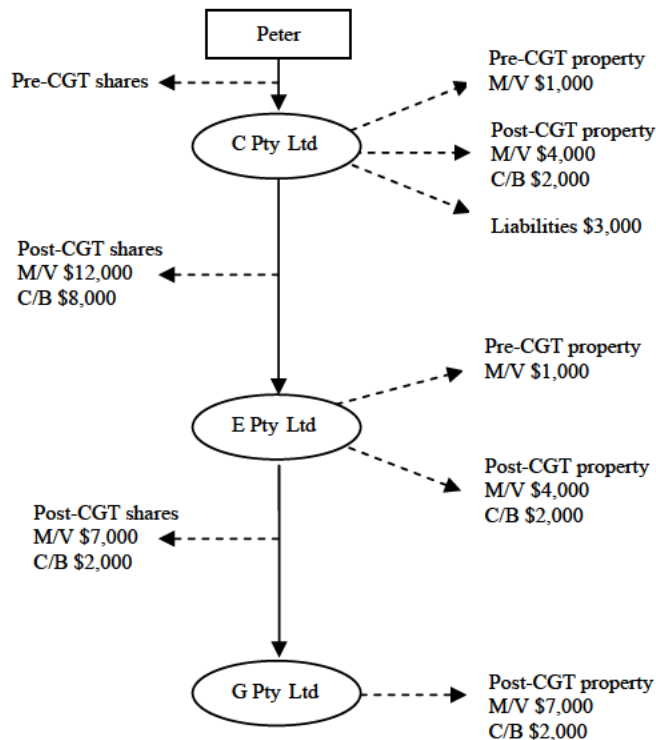 Peter
Pre-CGT shares
Pre-CGT property
M/V $1,000
C Pty Ltd
Post-CGT property
M/V $4,000
C/B $2,000
Liabilities $3,000
Post-CGT shares
M/V $12,000
C/B $8,000
Pre-CGT property
M/V $1,000
E Pty Ltd
Post-CGT property
M/V $4,000
C/B $2,000
Post-CGT shares
M/V $7,000
C/B $2,000
G Pty Ltd
Post-CGT property
M/V $7,000
C/B $2,000